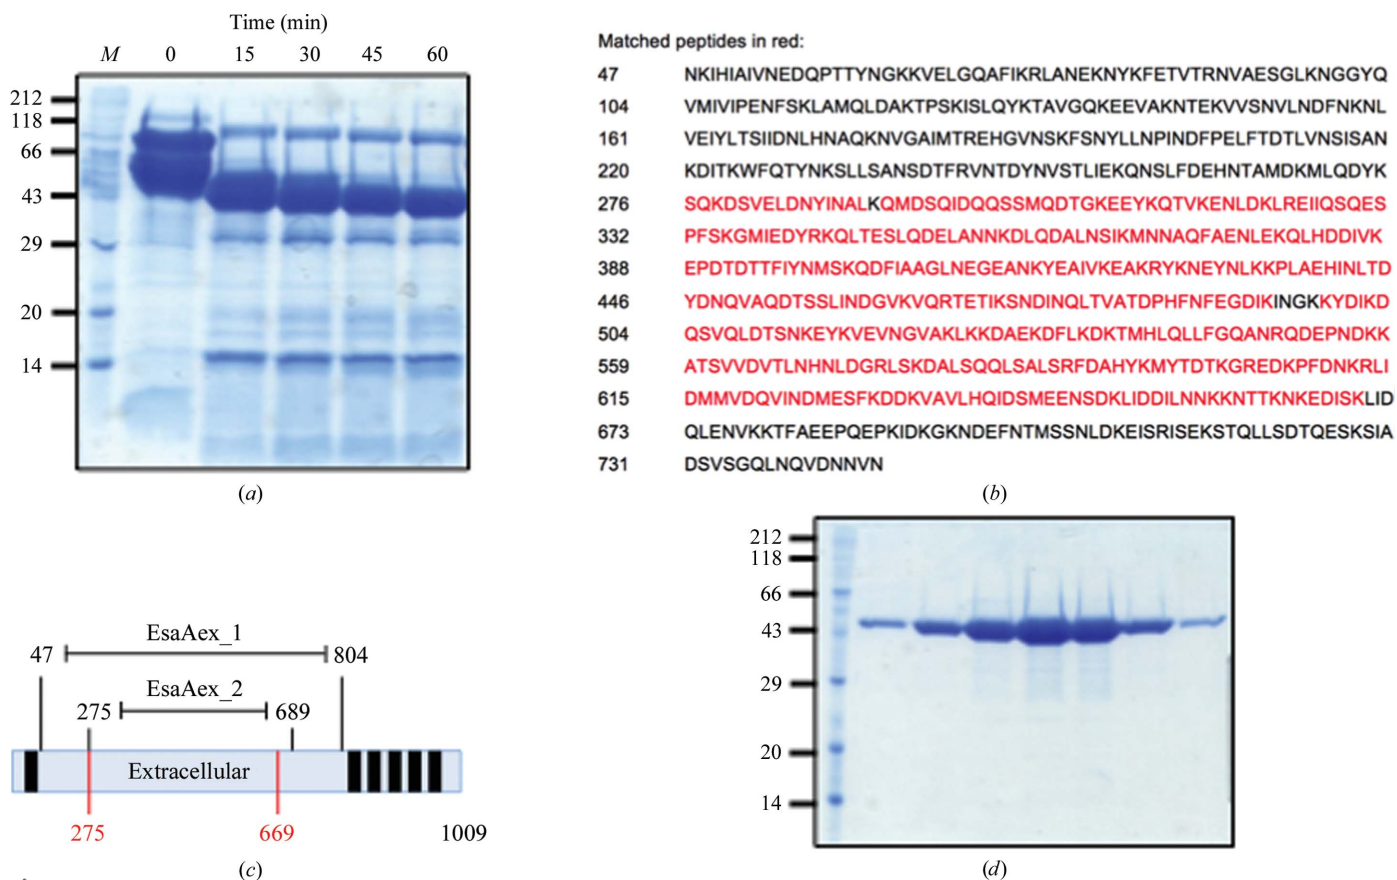 Time (min)
M 0 15 30 45 60
212
118
66
43
29
20
14
(a)
Matched peptides in red:
47 NKIHIAIVNEDQPTTYNGKKVELGQAFIKRLANEKNYKFETVTRNVAESGLKNGGYQ
104 VMIVIPENFSKLAMQLDAKTPSKISLQYKTAVGQKEEVAKNTEKVVSNVLNDFNKNL
161 VEIYLTSIIDNLHNAQKNVGAIMTREHGVNSKFSNYLLNPINDFPELFTDTLVNSISAN
220 KDITKWFQTYNKSLLSANSDTFRVNTDYNVSTLIEKQNSLFDEHNTAMDKMLQDYK
276 SQKDSVELDNYINALKQMDSQIDQQSSMQDTGKEEYKQTVKENLDKLREIIQSQES
332 PFSKGMIEDYRKQLTESLQDELANNKDLQDALNSIKMNNAQFAENLEKQLHDDIVK
388 EPDTDTTFIYNMSKQDFIAAGLNEGEANKYEAIVKEAKRYKNEYNLKKPLAEHINLTD
446 YDNQVAQDTSSLINDGVKVQRTETIKSNDINQLTVATDPHFNFEGDIKINGKKYDIKD
504 QSVQLDTSNKEYKVEVNGVAKLKKDAEKDFLKDKTMHLQLLFGQANRQDEPNDKK
559 ATSVVDVTLNHNLDGRLSKDALSQQLSALSRFDAHYKMYTDTKGREDKPFDNKRLI
615 DMMVDQVINDMESFKDDKVAVLHQIDSMEENSDKLIDDILNNKKNTTKNKEDISKLID
673 QLENVKKTFAEEPQEPKIDKGKNDEFNTMSSNLDKEISRISEKSTQLLSDTQESKSIA
731 DSVSGQLNQVDNNVN
(b)
EsaAex_1
47 804
EsaAex_2
275 689
Extracellular
275 669 1009
(c)
212
118
66
43
29
20
14
(d)